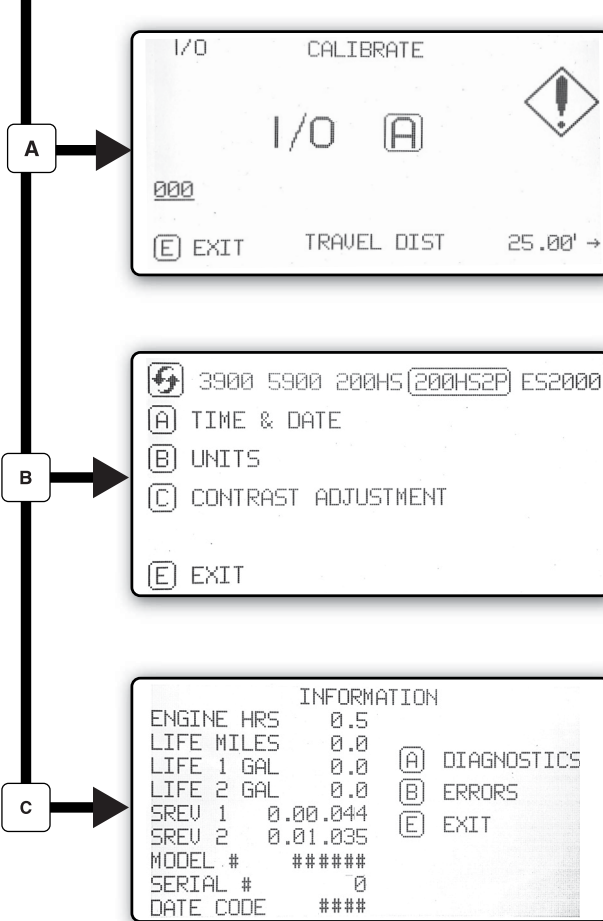 I/O CALIBRATE
A
I/O A
000
E EXIT TRAVEL DIST 25.00' →
3900 5900 200HS 200HS2P ES2000
A TIME & DATE
B
B UNITS
C CONTRAST ADJUSTMENT
E EXIT
INFORMATION
ENGINE HRS 0.5
LIFE MILES 0.0
LIFE 1 GAL 0.0
A DIAGNOSTICS
LIFE 2 GAL 0.0
B ERRORS
C
SREV 1 0.00.044
E EXIT
SREV 2 0.01.035
MODEL # ######
SERIAL # 0
DATE CODE ####